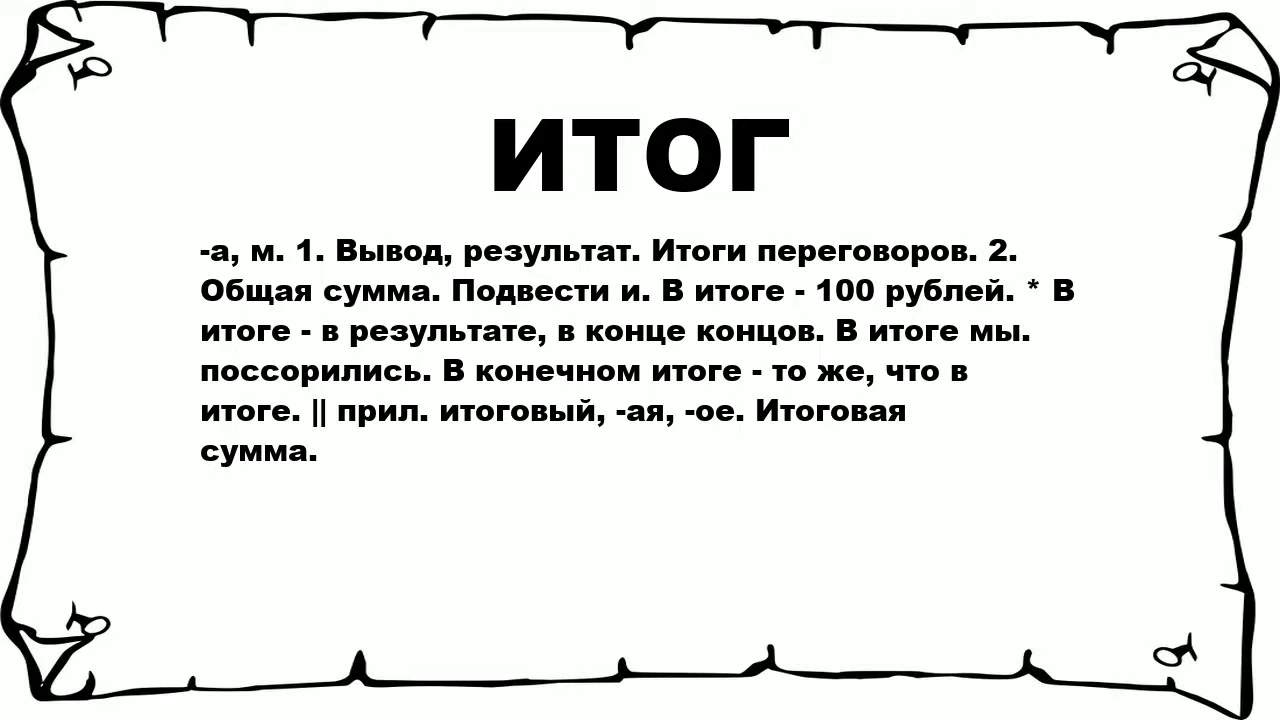 ИТОГ
-а, м. 1. Вывод, результат. Итоги переговоров. 2.
Общая сумма. Подвести и. В итоге - 100 рублей. * В
итоге - в результате, в конце концов. В итоге мы.
поссорились. В конечном итоге - то же, что в
итоге. || прил. итоговый, -ая, -ое. Итоговая
сумма.